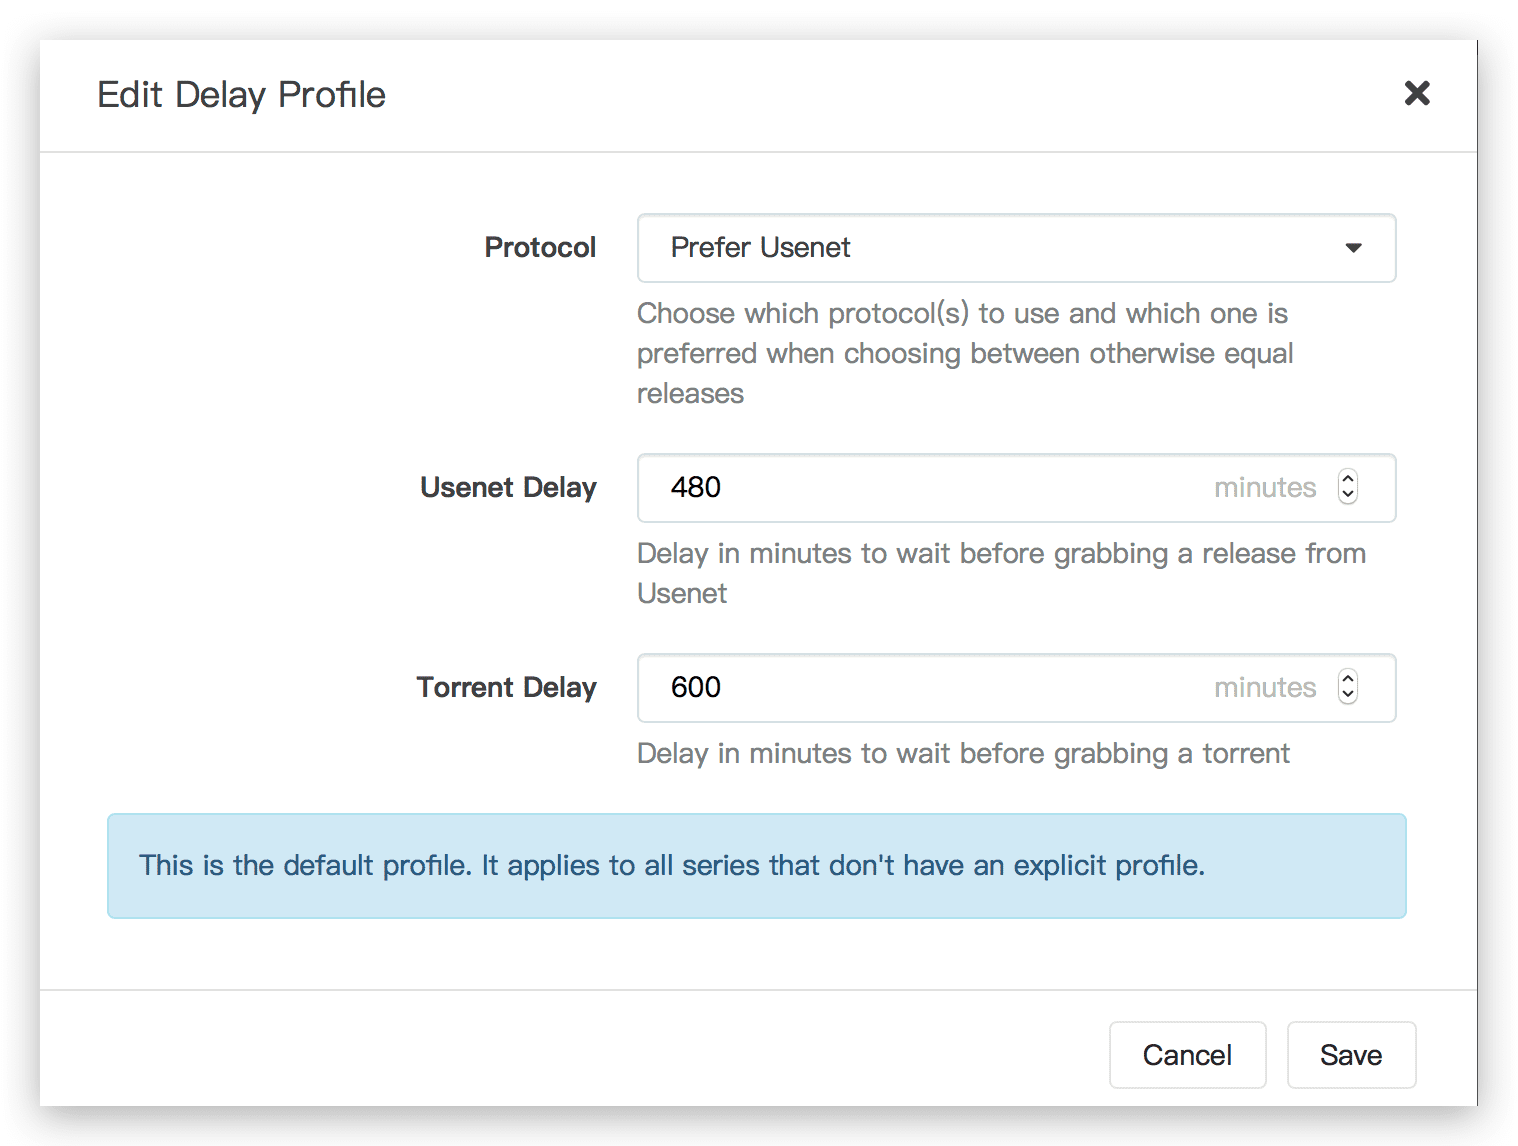 Edit Delay Profile
Protocol
Prefer Usenet
Choose which protocol(s) to use and which one is
preferred when choosing between otherwise equal
releases
Usenet Delay
480 minutes
Delay in minutes to wait before grabbing a release from
Usenet
Torrent Delay
600 minutes
Delay in minutes to wait before grabbing a torrent
This is the default profile. It applies to all series that don't have an explicit profile.
Cancel
Save